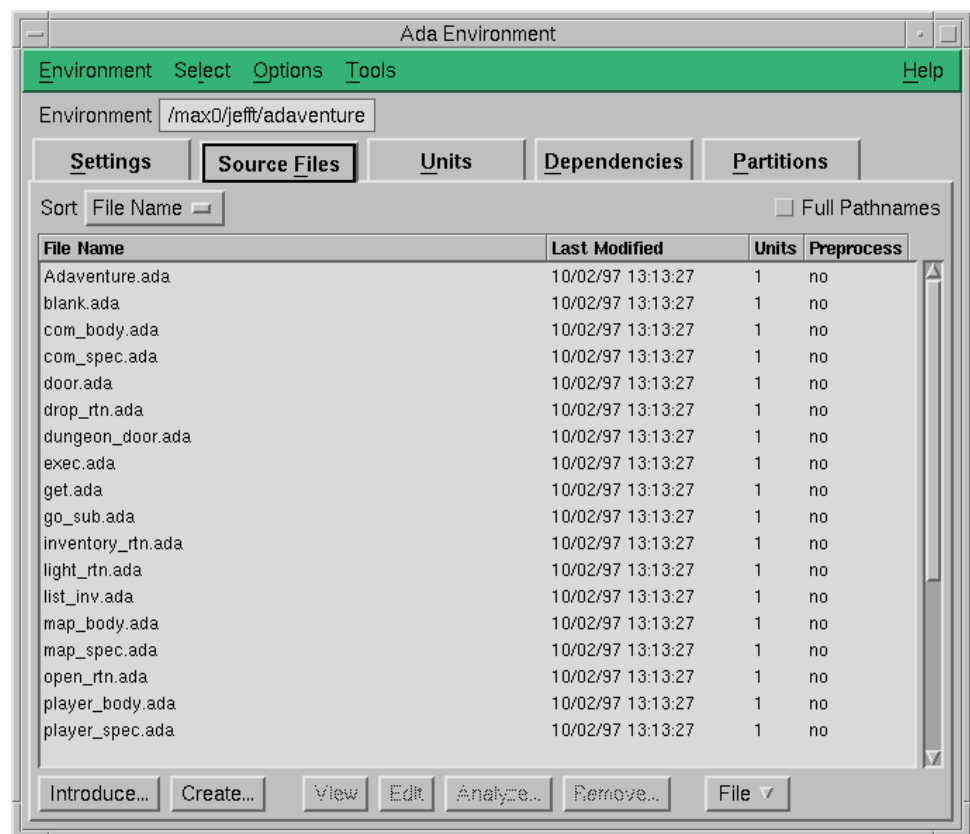 Ada Environment
Environment Select Options Tools Help
Environment /max0/jefft/adaventure
Settings Source Files Units Dependencies Partitions
Sort File Name Full Pathnames
File Name Last Modified Units Preprocess
Adaventure.ada 10/02/97 13:13:27 1 no
blank.ada 10/02/97 13:13:27 1 no
com_body.ada 10/02/97 13:13:27 1 no
com_spec.ada 10/02/97 13:13:27 1 no
door.ada 10/02/97 13:13:27 1 no
drop_rtn.ada 10/02/97 13:13:27 1 no
dungeon_door.ada 10/02/97 13:13:27 1 no
exec.ada 10/02/97 13:13:27 1 no
get.ada 10/02/97 13:13:27 1 no
go_sub.ada 10/02/97 13:13:27 1 no
inventory_rtn.ada 10/02/97 13:13:27 1 no
light_rtn.ada 10/02/97 13:13:27 1 no
list_inv.ada 10/02/97 13:13:27 1 no
map_body.ada 10/02/97 13:13:27 1 no
map_spec.ada 10/02/97 13:13:27 1 no
open_rtn.ada 10/02/97 13:13:27 1 no
player_body.ada 10/02/97 13:13:27 1 no
player_spec.ada 10/02/97 13:13:27 1 no
Introduce... Create... View Edit Analyze... Remove... File